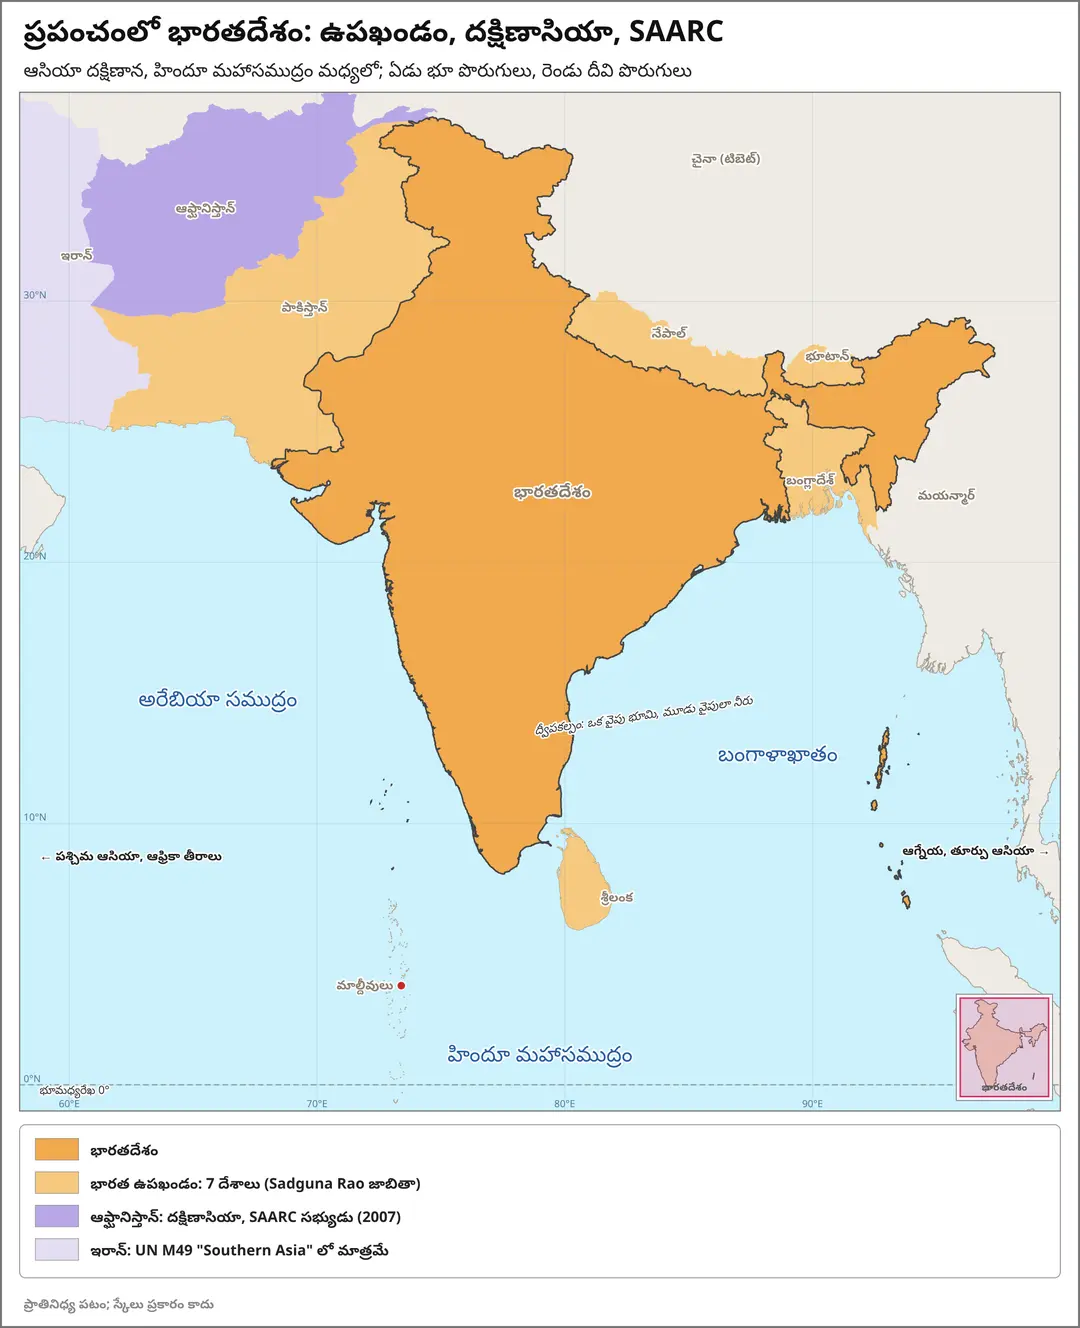 ప్రపంచంలో భారతదేశం: ఉపఖండం, దక్షిణాసియా, SAARC
ఆసియా దక్షిణాన, హిందూ మహాసముద్రం మధ్యలో; ఏడు భూ పొరుగులు, రెండు దీవి పొరుగులు
చైనా (టిబెట్)
ఆఫ్ఘానిస్తాన్
ఇరాన్
30°N
పాకిస్తాన్
నేపాల్
భూటాన్
భారతదేశం
బంగ్లాదేశ్
మయన్మార్
20°N
అరేబియా సముద్రం
ద్వీపకల్పం: ఒక వైపు భూమి, మూడు వైపులా నీరు
బంగాళాఖాతం
10°N
← పశ్చిమ ఆసియా, ఆఫ్రికా తీరాలు
ఆగ్నేయ, తూర్పు ఆసియా →
శ్రీలంక
మాల్దీవులు
హిందూ మహాసముద్రం
0°N
భూమధ్యరేఖ 0°
భారతదేశం
60°E 70°E 80°E 90°E
భారతదేశం
భారత ఉపఖండం: 7 దేశాలు (Sadguna Rao జాబితా)
ఆఫ్ఘానిస్తాన్: దక్షిణాసియా, SAARC సభ్యుడు (2007)
ఇరాన్: UN M49 "Southern Asia" లో మాత్రమే
ప్రాతినిధ్య పటం; స్కేలు ప్రకారం కాదు